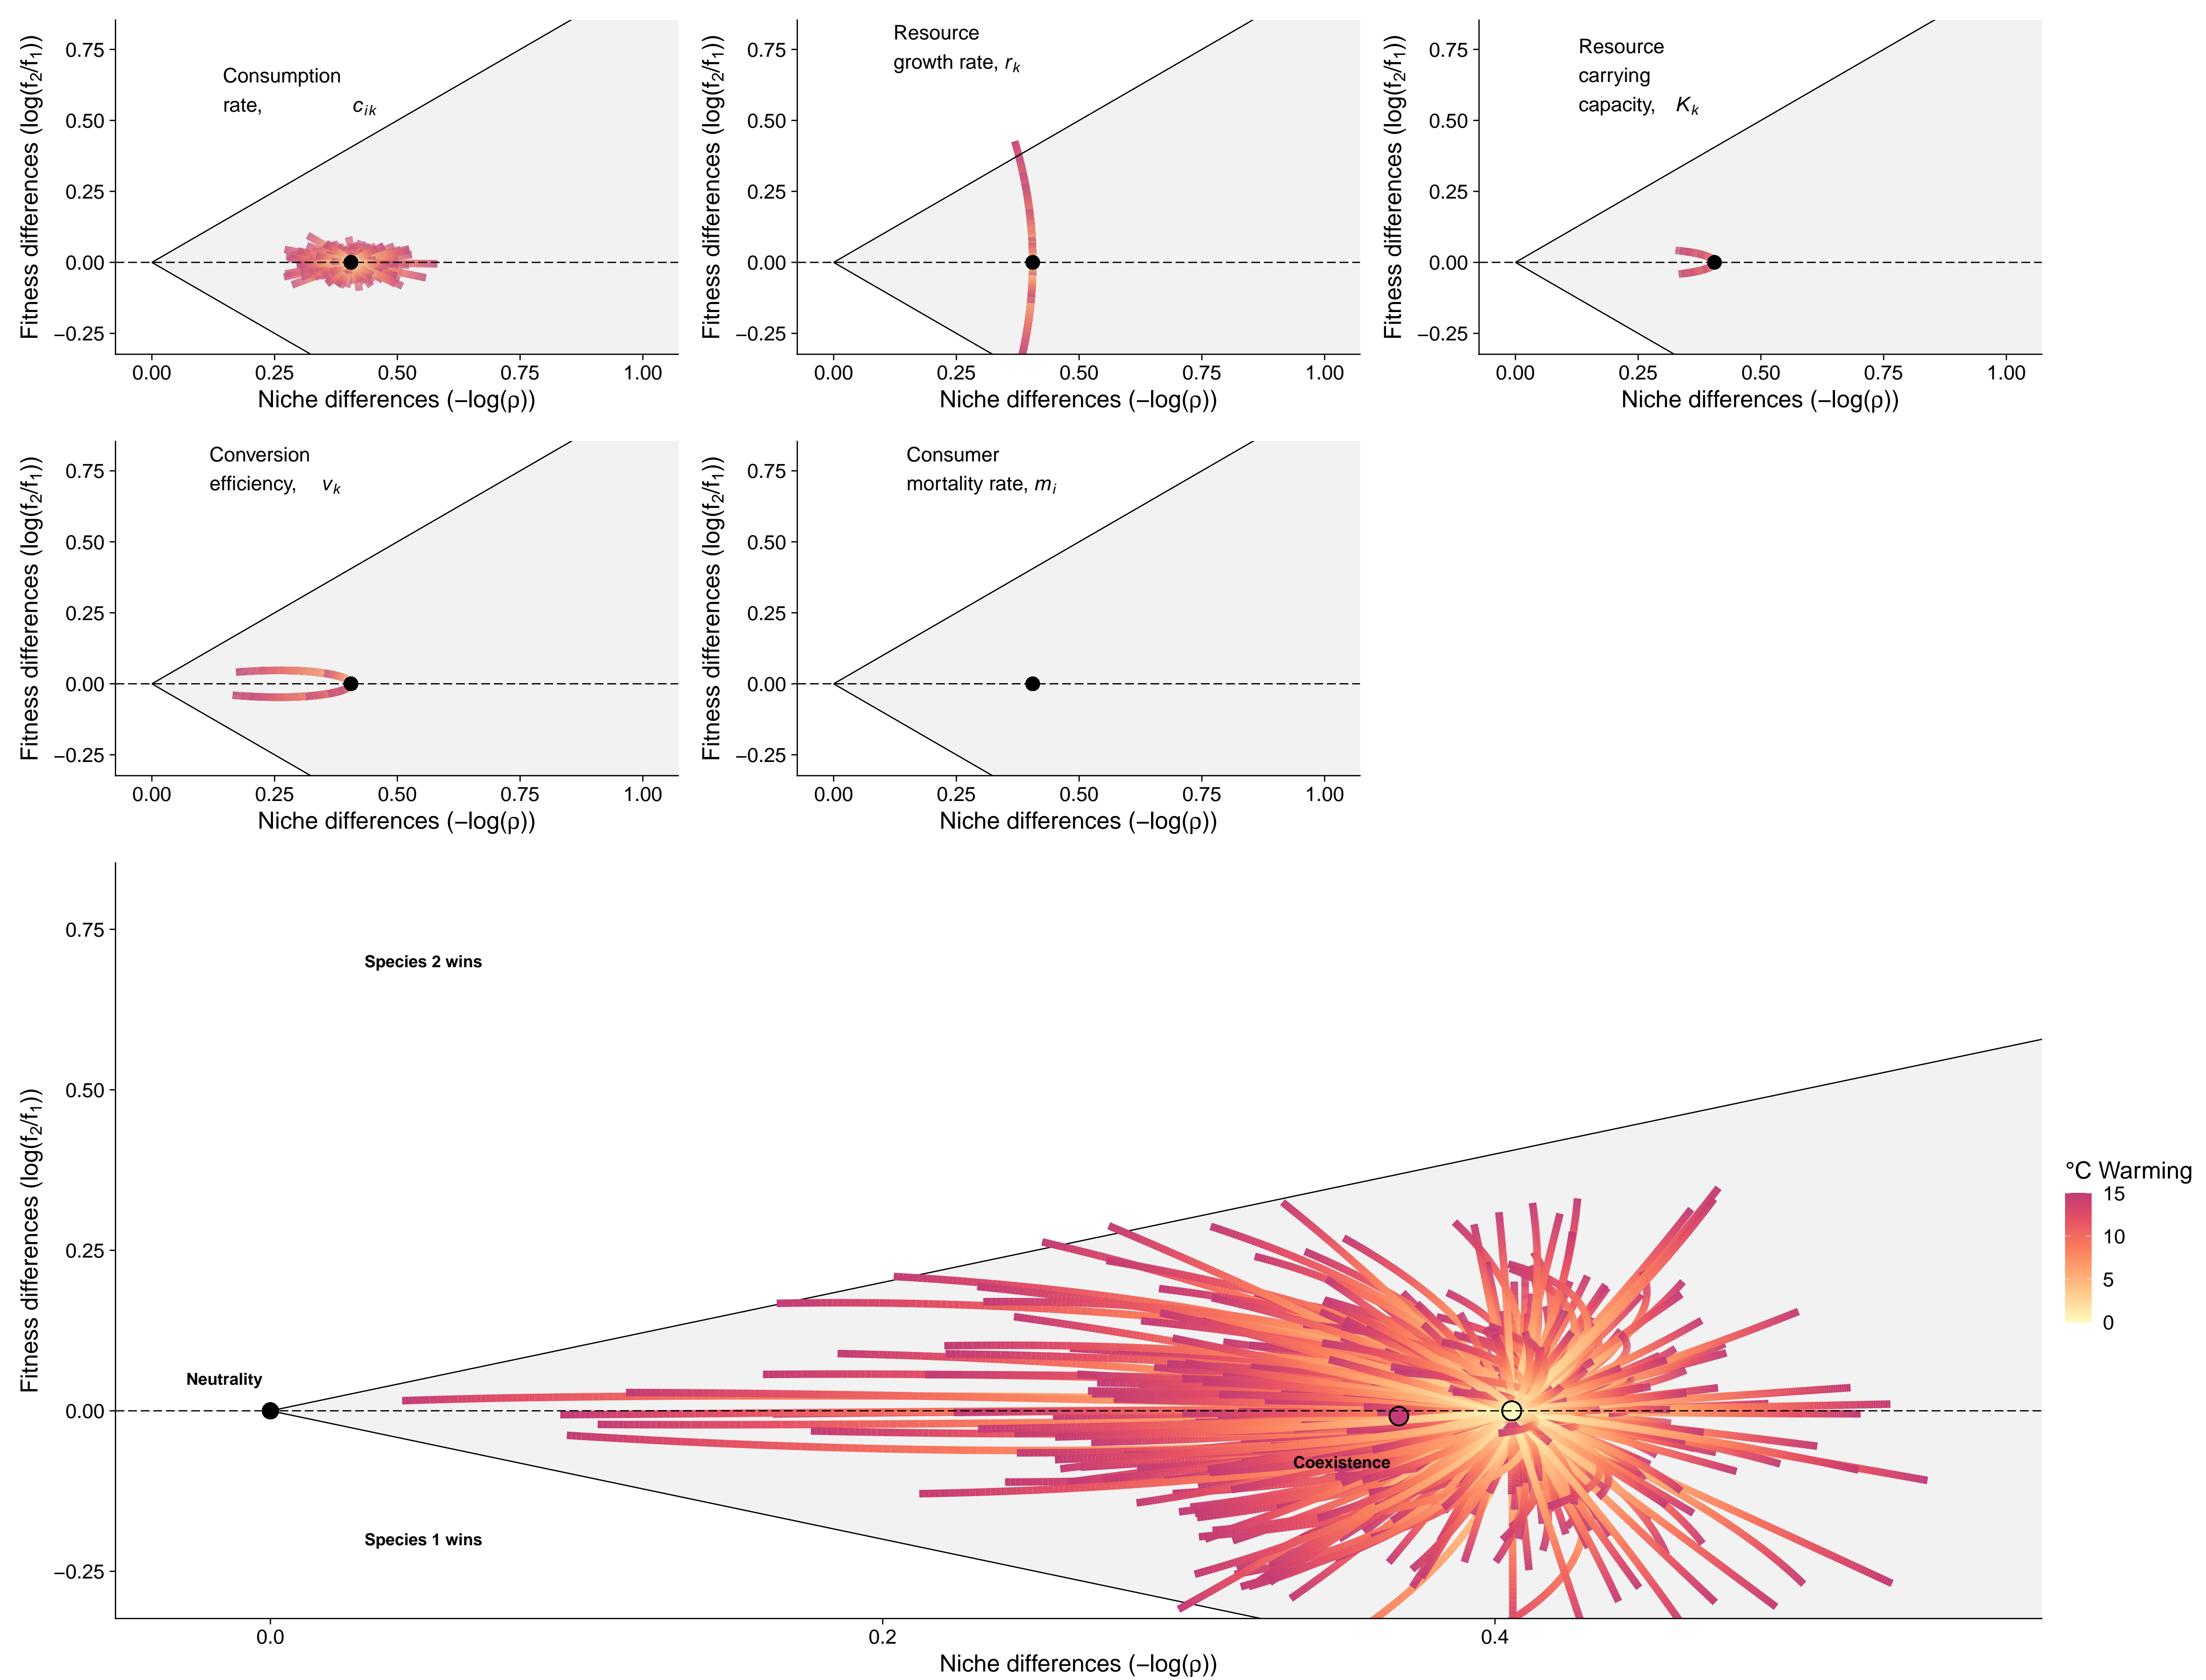 Fitness differences (log(f₂/f₁))
0.75
0.50
0.25
0.00
−0.25
Consumption
rate, cᵢₖ
0.00 0.25 0.50 0.75 1.00
Niche differences (−log(ρ))
Fitness differences (log(f₂/f₁))
0.75
0.50
0.25
0.00
−0.25
Resource
growth rate, rₖ
0.00 0.25 0.50 0.75 1.00
Niche differences (−log(ρ))
Fitness differences (log(f₂/f₁))
0.75
0.50
0.25
0.00
−0.25
Resource
carrying
capacity, Kₖ
0.00 0.25 0.50 0.75 1.00
Niche differences (−log(ρ))
Fitness differences (log(f₂/f₁))
0.75
0.50
0.25
0.00
−0.25
Conversion
efficiency, vₖ
0.00 0.25 0.50 0.75 1.00
Niche differences (−log(ρ))
Fitness differences (log(f₂/f₁))
0.75
0.50
0.25
0.00
−0.25
Consumer
mortality rate, mᵢ
0.00 0.25 0.50 0.75 1.00
Niche differences (−log(ρ))
Fitness differences (log(f₂/f₁))
0.75
0.50
0.25
0.00
−0.25
Species 2 wins
Neutrality
Coexistence
Species 1 wins
0.0 0.2 0.4
Niche differences (−log(ρ))
°C Warming
15
10
5
0